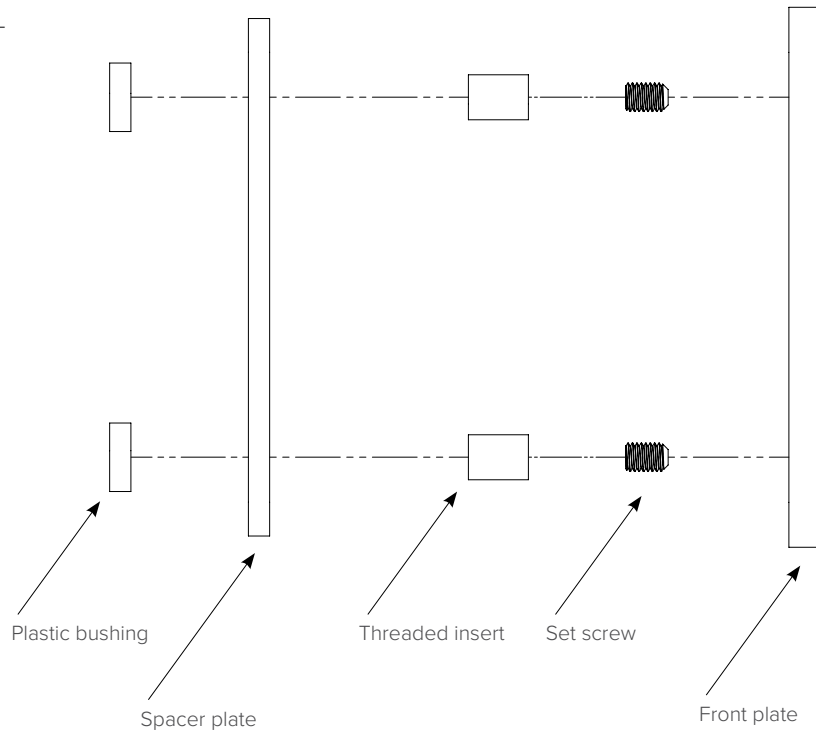 Plastic bushing
Threaded insert
Set screw
Spacer plate
Front plate